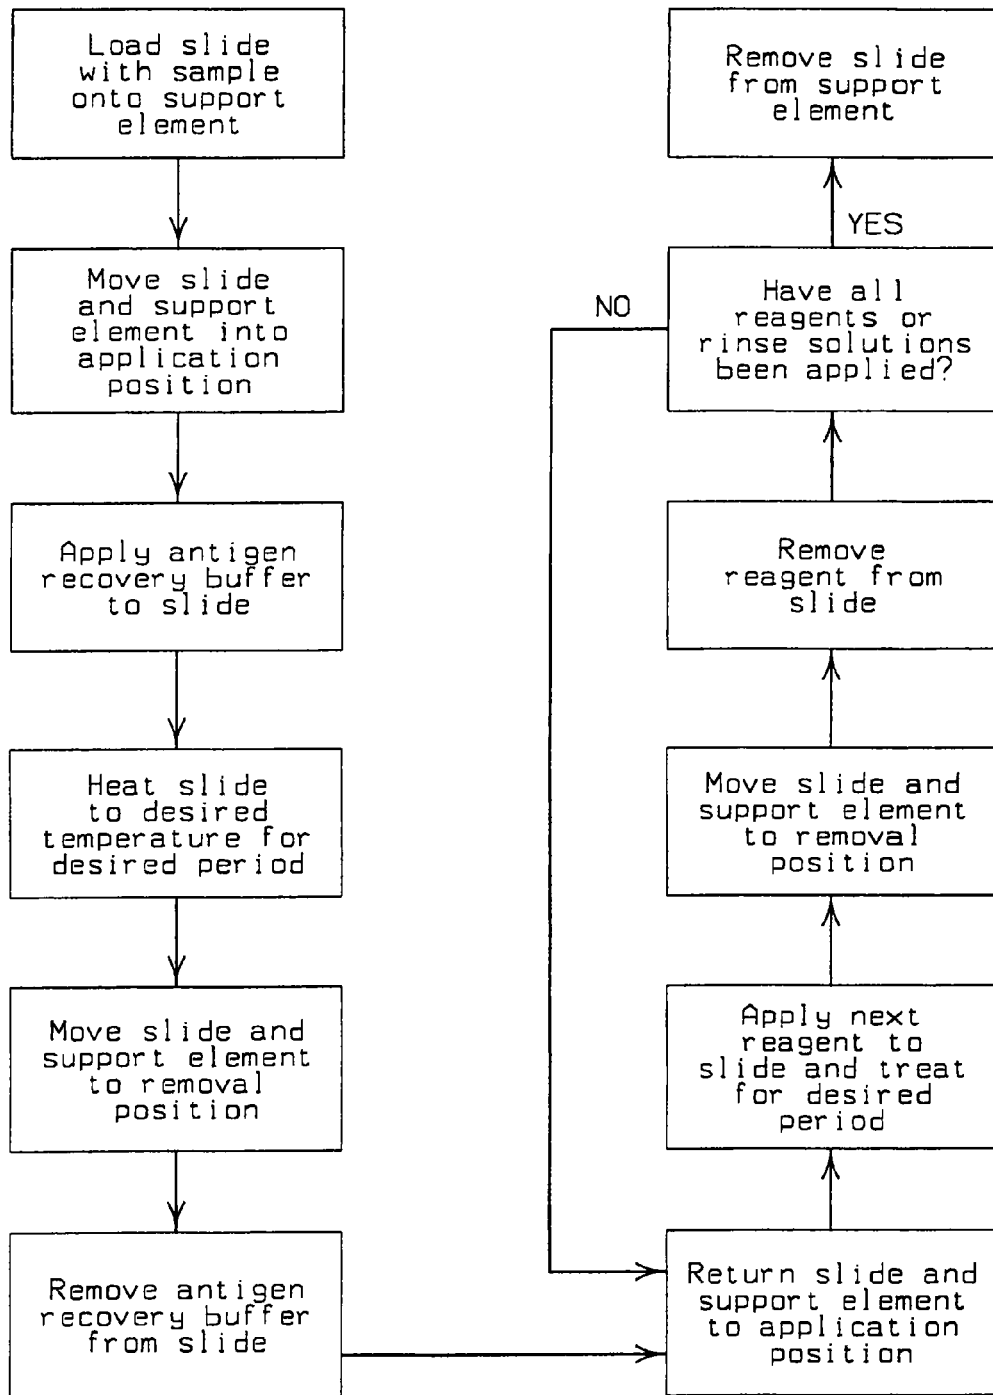 Load slide
with sample
onto support
element
Move slide
and support
element into
application
position
Apply antigen
recovery buffer
to slide
Heat slide
to desired
temperature for
desired period
Move slide and
support element
to removal
position
Remove antigen
recovery buffer
from slide
Return slide and
support element
to application
position
Apply next
reagent to
slide and treat
for desired
period
Move slide and
support element
to removal
position
Remove
reagent from
slide
Have all
reagents or
rinse solutions
been applied?
NO
YES
Remove slide
from support
element